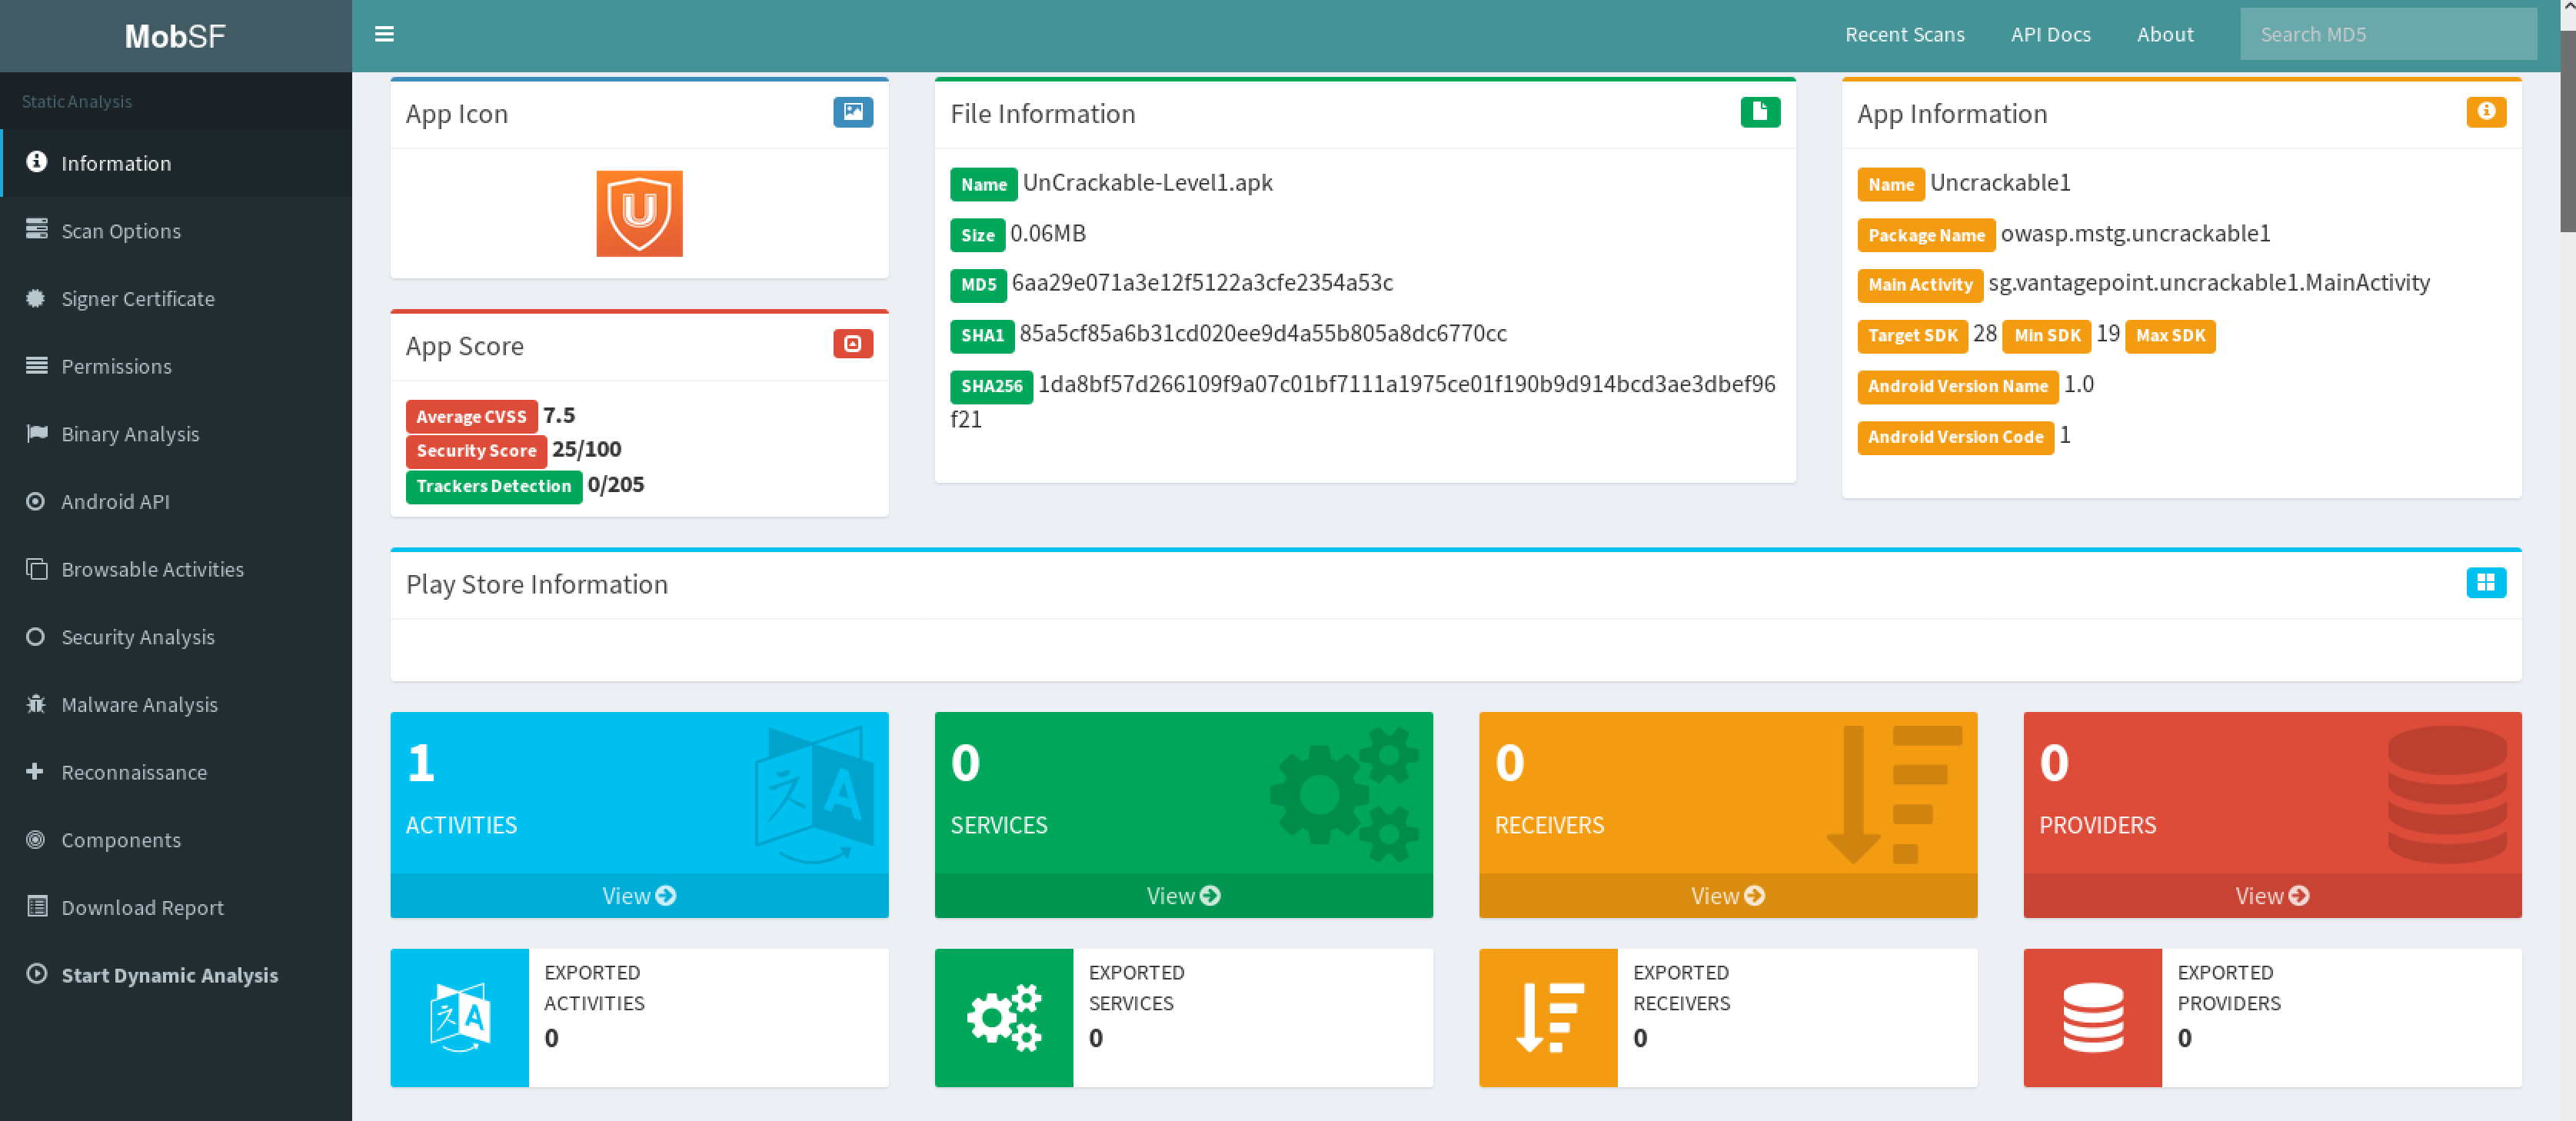 MobSF
Recent Scans API Docs About Search MD5
Static Analysis
Information
Scan Options
Signer Certificate
Permissions
Binary Analysis
Android API
Browsable Activities
Security Analysis
Malware Analysis
Reconnaissance
Components
Download Report
Start Dynamic Analysis
App Icon
U
App Score
Average CVSS 7.5
Security Score 25/100
Trackers Detection 0/205
File Information
Name UnCrackable-Level1.apk
Size 0.06MB
MD5 6aa29e071a3e12f5122a3cfe2354a53c
SHA1 85a5cf85a6b31cd020ee9d4a55b805a8dc6770cc
SHA256 1da8bf57d266109f9a07c01bf7111a1975ce01f190b9d914bcd3ae3dbef96
f21
App Information
Name Uncrackable1
Package Name owasp.mstg.uncrackable1
Main Activity sg.vantagepoint.uncrackable1.MainActivity
Target SDK 28 Min SDK 19 Max SDK
Android Version Name 1.0
Android Version Code 1
Play Store Information
1
ACTIVITIES
View
0
SERVICES
View
0
RECEIVERS
View
0
PROVIDERS
View
EXPORTED
ACTIVITIES
0
EXPORTED
SERVICES
0
EXPORTED
RECEIVERS
0
EXPORTED
PROVIDERS
0